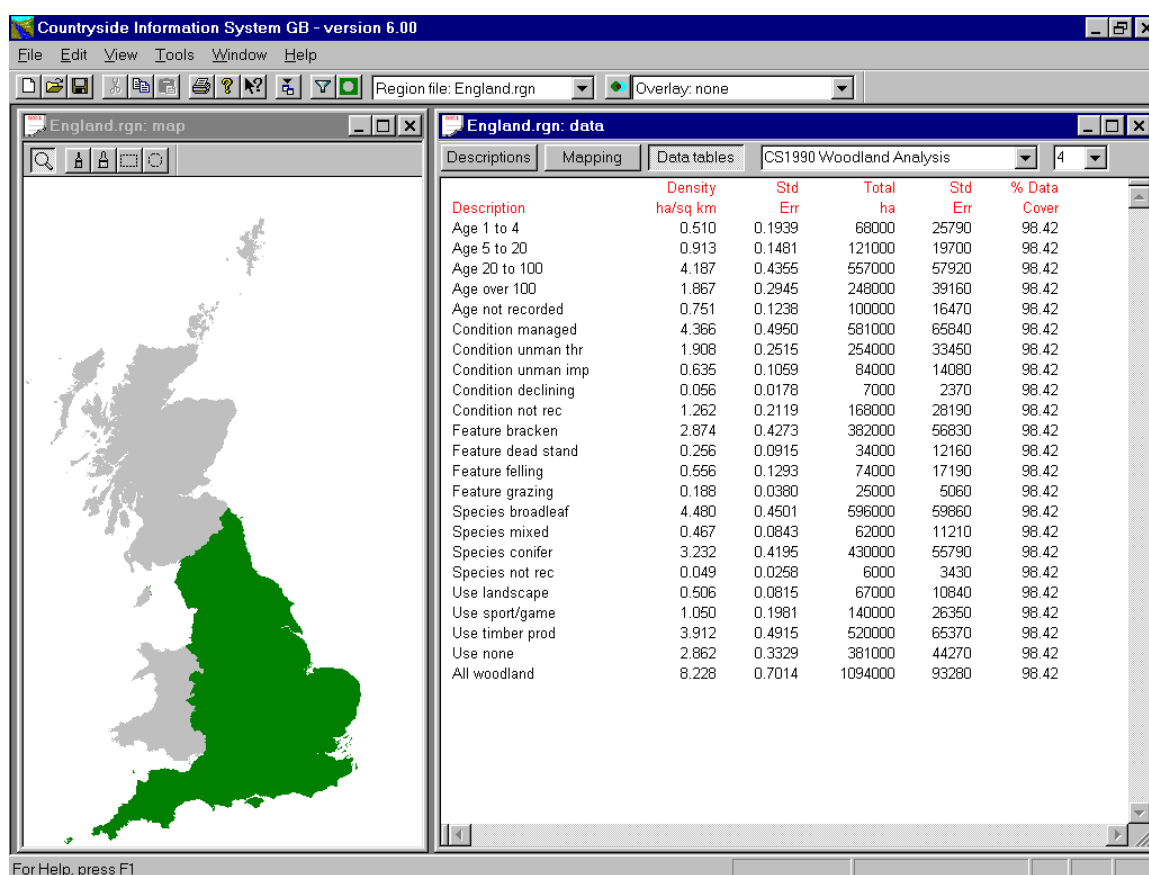 Countryside Information System GB - version 6.00
File Edit View Tools Window Help
Region file: England.rgn Overlay: none
England.rgn: map
England.rgn: data
Descriptions Mapping Data tables CS1990 Woodland Analysis 4
Density Std Total Std % Data
Description ha/sq km Err ha Err Cover
Age 1 to 4 0.510 0.1939 68000 25790 98.42
Age 5 to 20 0.913 0.1481 121000 19700 98.42
Age 20 to 100 4.187 0.4355 557000 57920 98.42
Age over 100 1.867 0.2945 248000 39160 98.42
Age not recorded 0.751 0.1238 100000 16470 98.42
Condition managed 4.366 0.4950 581000 65840 98.42
Condition unman thr 1.908 0.2515 254000 33450 98.42
Condition unman imp 0.635 0.1059 84000 14080 98.42
Condition declining 0.056 0.0178 7000 2370 98.42
Condition not rec 1.262 0.2119 168000 28190 98.42
Feature bracken 2.874 0.4273 382000 56830 98.42
Feature dead stand 0.256 0.0915 34000 12160 98.42
Feature felling 0.556 0.1293 74000 17190 98.42
Feature grazing 0.188 0.0380 25000 5060 98.42
Species broadleaf 4.480 0.4501 596000 59860 98.42
Species mixed 0.467 0.0843 62000 11210 98.42
Species conifer 3.232 0.4195 430000 55790 98.42
Species not rec 0.049 0.0258 6000 3430 98.42
Use landscape 0.506 0.0815 67000 10840 98.42
Use sport/game 1.050 0.1981 140000 26350 98.42
Use timber prod 3.912 0.4915 520000 65370 98.42
Use none 2.862 0.3329 381000 44270 98.42
All woodland 8.228 0.7014 1094000 93280 98.42
For Help, press F1